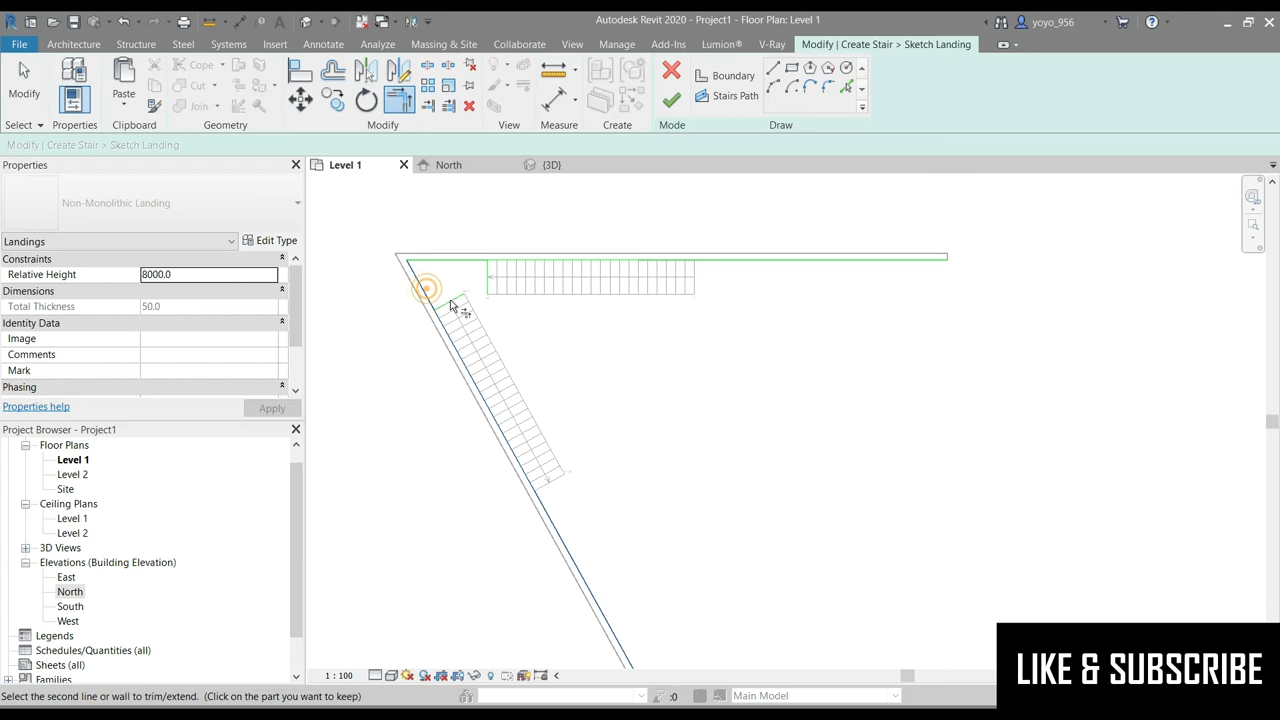 Autodesk Revit 2020 - Project1 - Floor Plan: Level 1
yoyo_956
File Architecture Structure Steel Systems Insert Annotate Analyze Massing & Site Collaborate View Manage Add-Ins Lumion® V-Ray Modify | Create Stair > Sketch Landing
Modify
Paste
Cope
Cut
Join
Boundary
Stairs Path
Select Properties Clipboard Geometry Modify View Measure Create Mode Draw
Modify | Create Stair > Sketch Landing
Properties
Level 1
North
{3D}
Non-Monolithic Landing
Landings
Edit Type
Constraints
Relative Height 8000.0
Dimensions
Total Thickness 50.0
Identity Data
Image
Comments
Mark
Phasing
Properties help
Apply
Project Browser - Project1
Floor Plans
Level 1
Level 2
Site
Ceiling Plans
Level 1
Level 2
3D Views
Elevations (Building Elevation)
East
North
South
West
Legends
Schedules/Quantities (all)
Sheets (all)
Families
1 : 100
Select the second line or wall to trim/extend. (Click on the part you want to keep)
:0
Main Model
LIKE & SUBSCRIBE